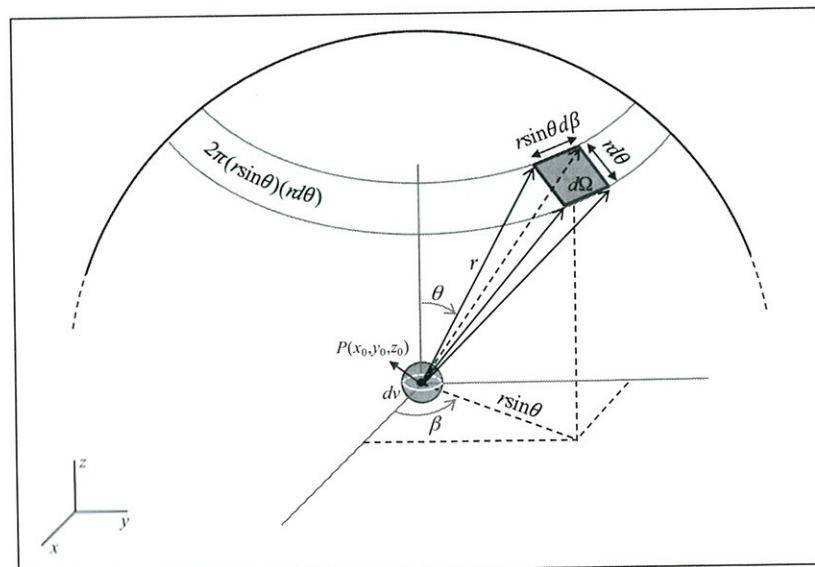 rsinθdβ
rdθ
2π(rsinθ)(rdθ)
dΩ
r
θ
P(x₀,y₀,z₀)
dv
rsinθ
β
z
y
x